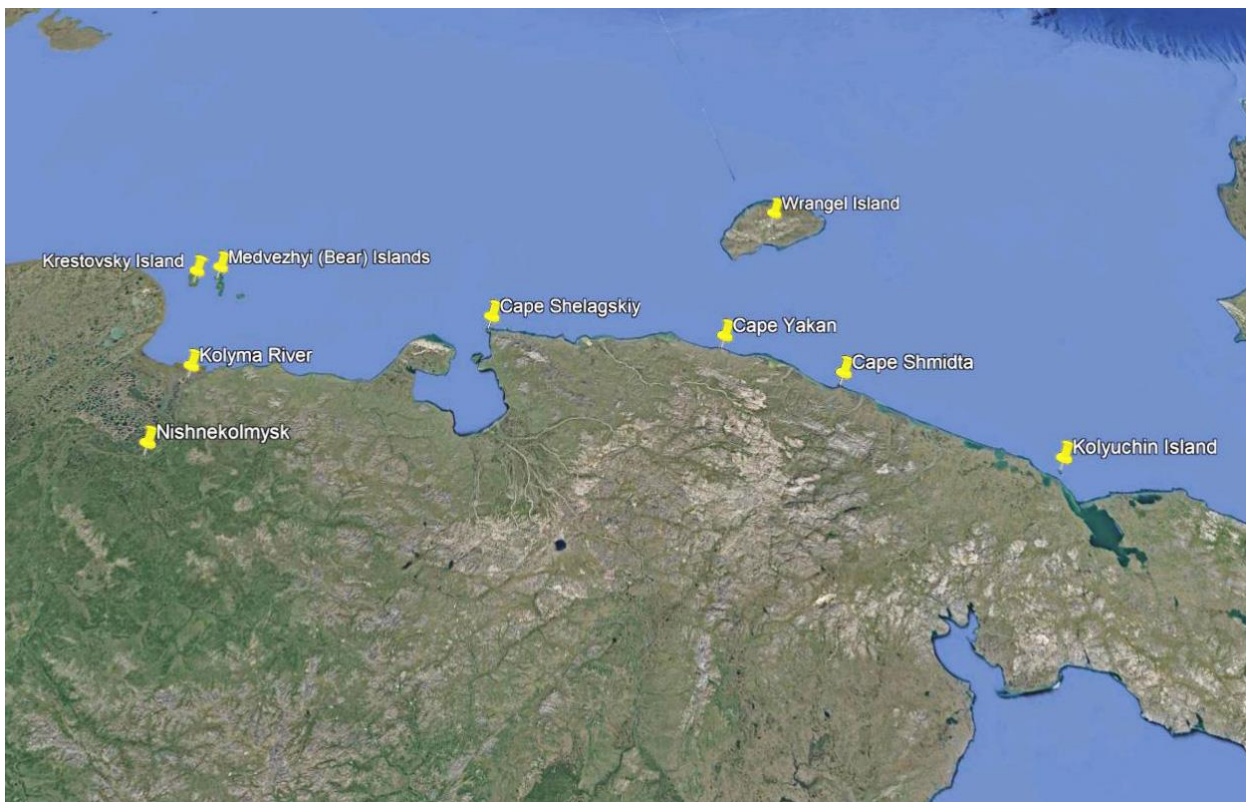 Wrangel Island
Krestovsky Island
Medvezhyi (Bear) Islands
Cape Shelagskiy
Cape Yakan
Kolyma River
Cape Shmidta
Nishnekolmysk
Kolyuchin Island